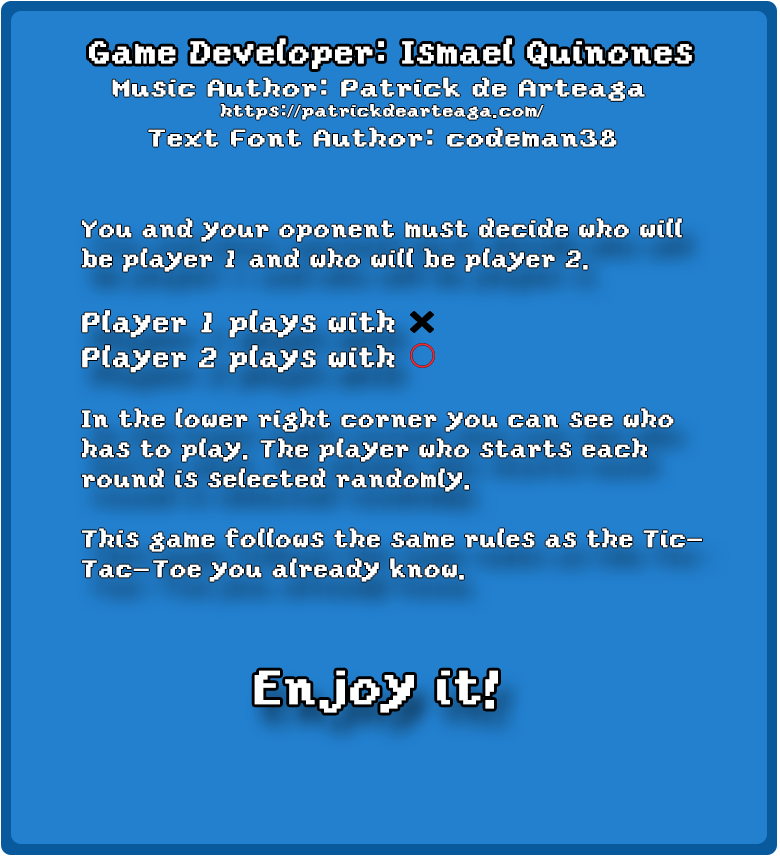 Game Developer: Ismael Quinones
Music Author: Patrick de Arteaga
https://patrickdearteaga.com/
Text Font Author: codeman38
You and your oponent must decide who will
be player 1 and who will be player 2.
Player 1 plays with ✖
Player 2 plays with ○
In the lower right corner you can see who
has to play. The player who starts each
round is selected randomly.
This game follows the same rules as the Tic-
Tac-Toe you already know.
Enjoy it!